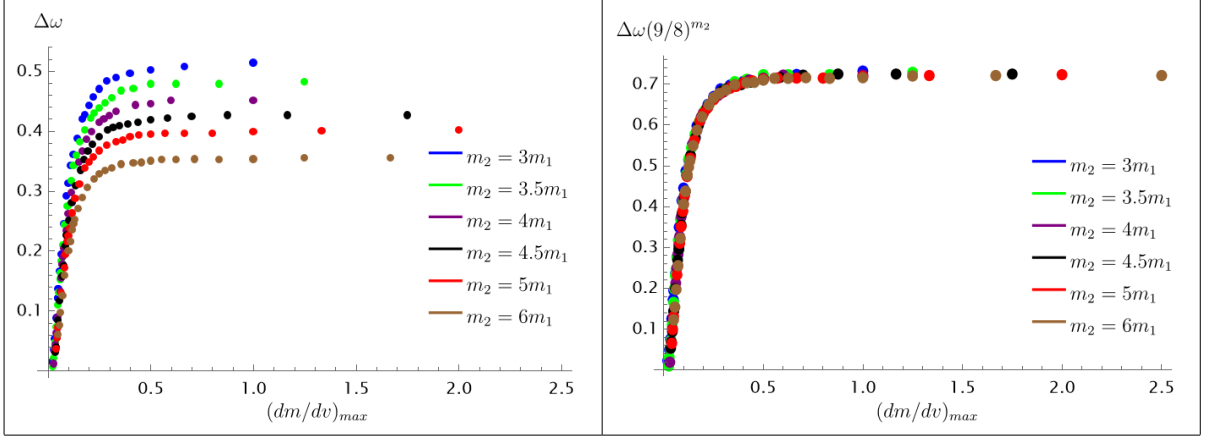 Δω
0.5
0.4
0.3
0.2
0.1
0.5 1.0 1.5 2.0 2.5
(dm/dv)max
m2 = 3m1
m2 = 3.5m1
m2 = 4m1
m2 = 4.5m1
m2 = 5m1
m2 = 6m1
Δω(9/8)^m2
0.7
0.6
0.5
0.4
0.3
0.2
0.1
0.5 1.0 1.5 2.0 2.5
(dm/dv)max
m2 = 3m1
m2 = 3.5m1
m2 = 4m1
m2 = 4.5m1
m2 = 5m1
m2 = 6m1